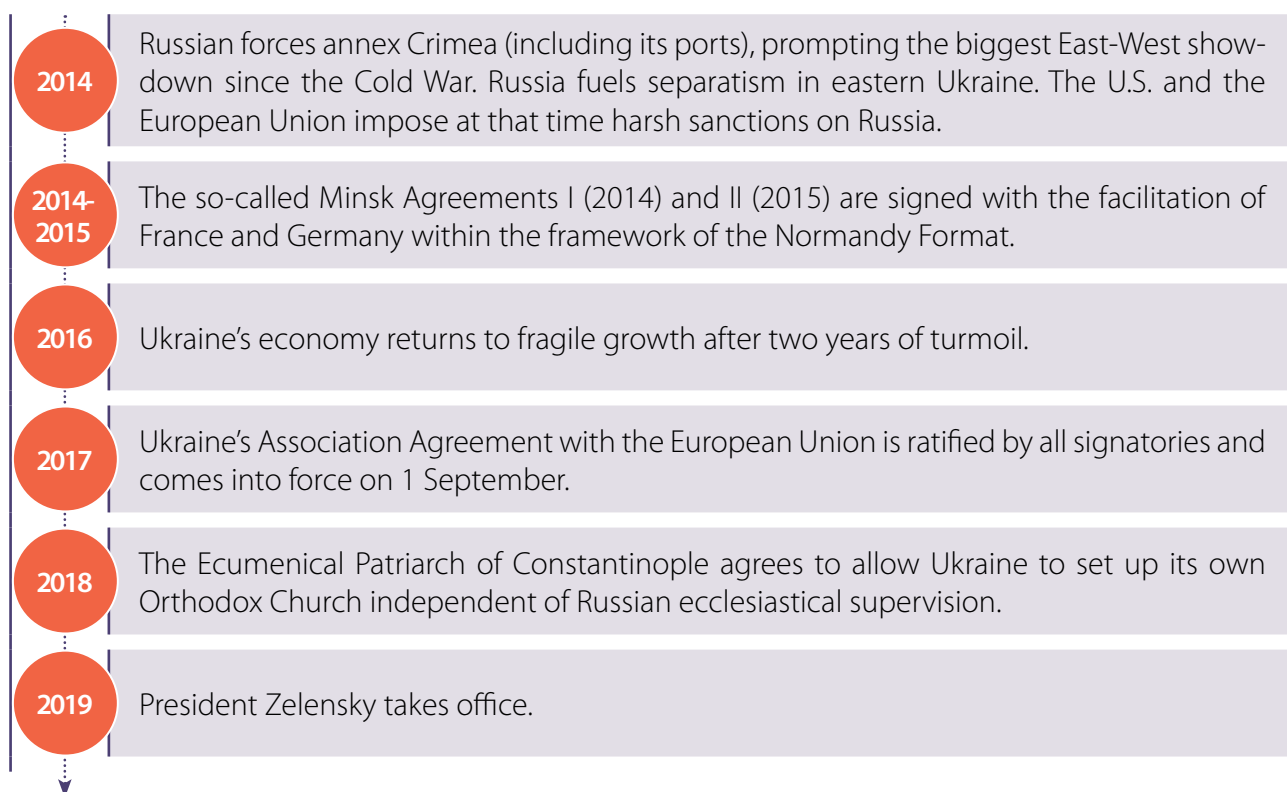 2014
Russian forces annex Crimea (including its ports), prompting the biggest East-West show-
down since the Cold War. Russia fuels separatism in eastern Ukraine. The U.S. and the
European Union impose at that time harsh sanctions on Russia.
2014-
2015
The so-called Minsk Agreements I (2014) and II (2015) are signed with the facilitation of
France and Germany within the framework of the Normandy Format.
2016
Ukraine’s economy returns to fragile growth after two years of turmoil.
2017
Ukraine’s Association Agreement with the European Union is ratified by all signatories and
comes into force on 1 September.
2018
The Ecumenical Patriarch of Constantinople agrees to allow Ukraine to set up its own
Orthodox Church independent of Russian ecclesiastical supervision.
2019
President Zelensky takes office.